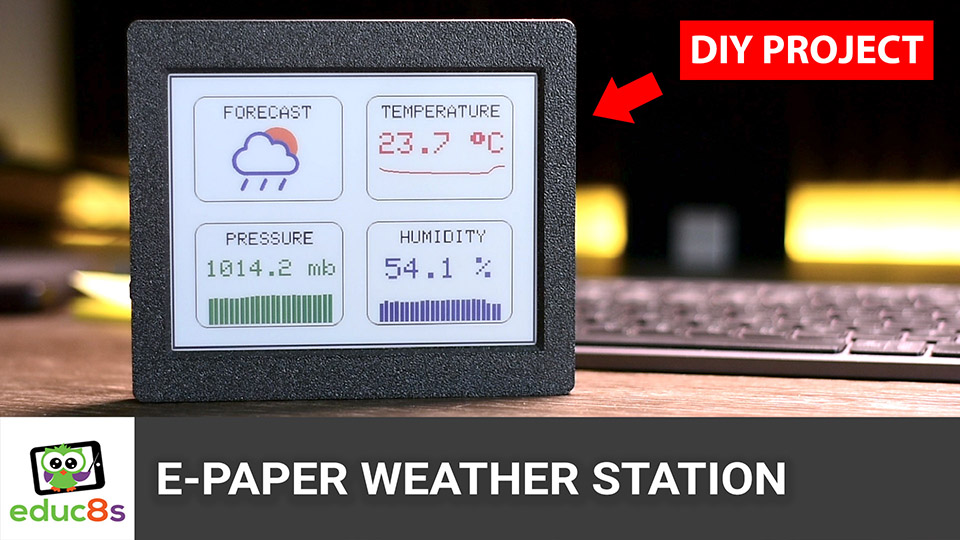 DIY PROJECT
FORECAST
TEMPERATURE
23.7 °C
PRESSURE
1014.2 mb
HUMIDITY
54.1 %
educ8s
E-PAPER WEATHER STATION